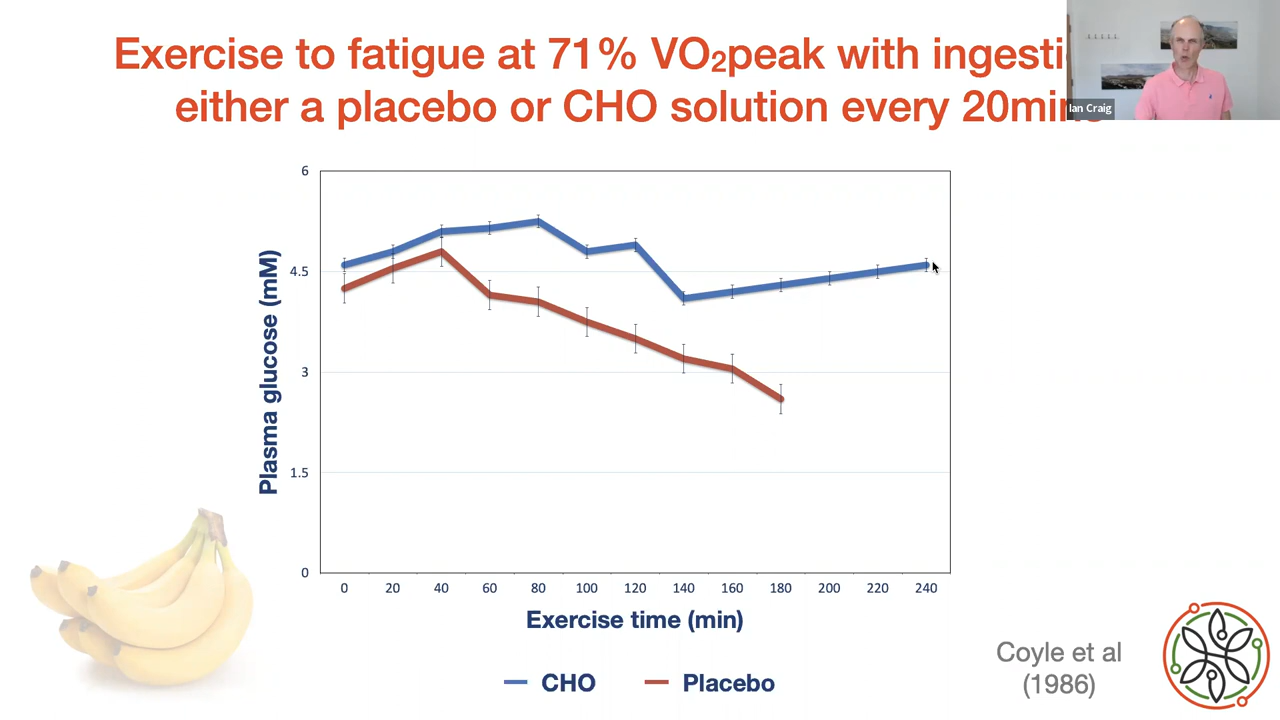 Exercise to fatigue at 71% VO₂peak with
either a placebo or CHO solution every
Ian Craig
Plasma glucose (mM)
6
4.5
3
1.5
0
0 20 40 60 80 100 120 140 160 180 200 220 240
Exercise time (min)
CHO Placebo
Coyle et al
(1986)